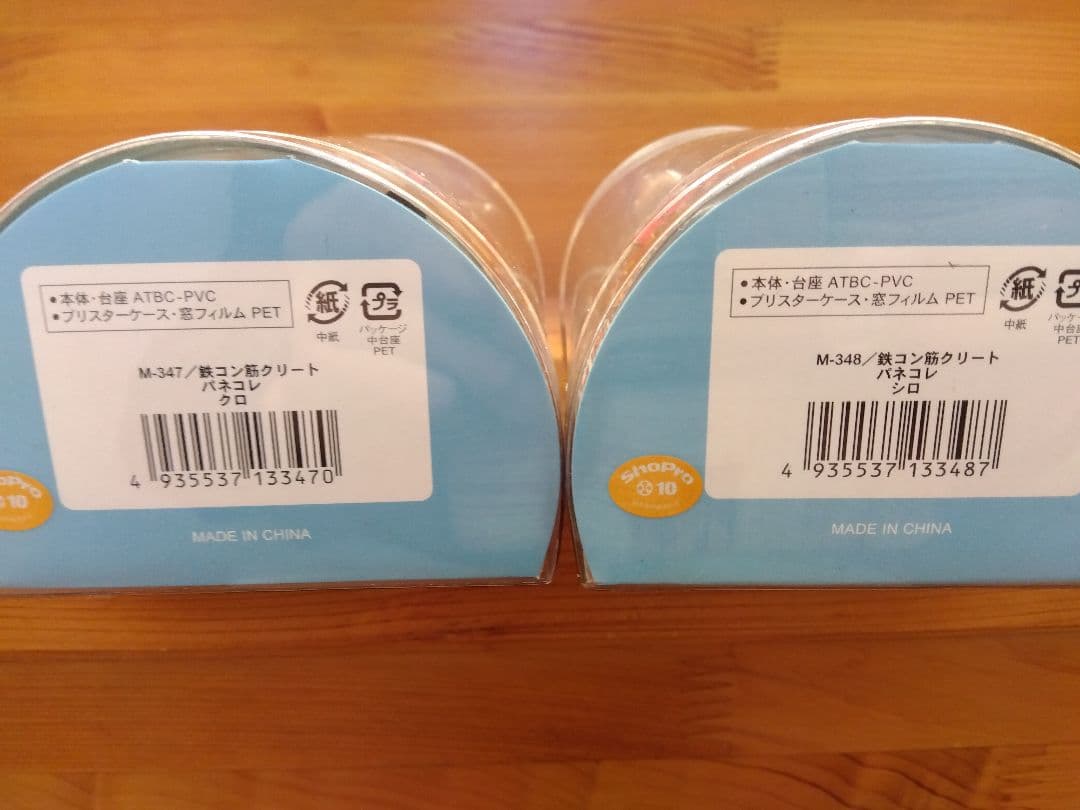 ●本体・台座 ATBC-PVC
●ブリスターケース・窓フィルム PET
紙
中紙
プラ
パッケージ
中台座
PET
M-347／鉄コン筋クリート
バネコレ
クロ
4 935537 133470
10
MADE IN CHINA
●本体・台座 ATBC-PVC
●ブリスターケース・窓フィルム PET
紙
中紙
PET
M-348／鉄コン筋クリート
バネコレ
シロ
4 935537 133487
ShoPro
10
MADE IN CHINA